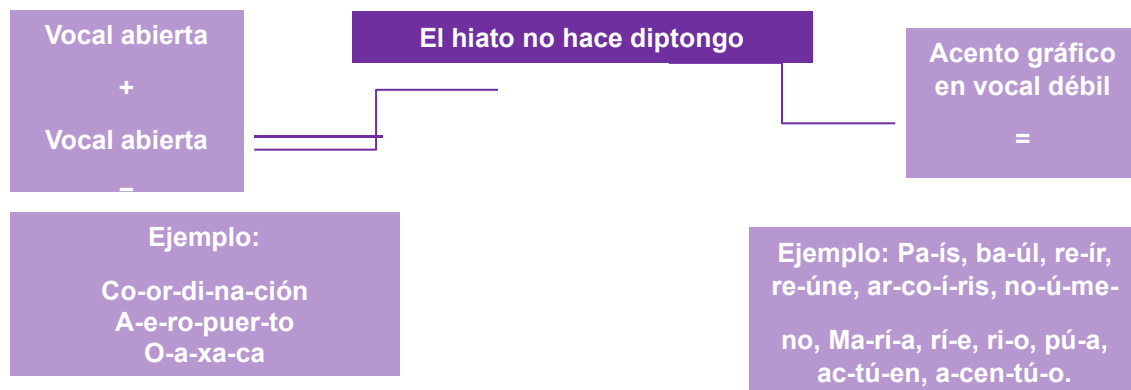 Vocal abierta
+
Vocal abierta
=
El hiato no hace diptongo
Acento gráfico
en vocal débil
=
Ejemplo:
Co-or-di-na-ción
A-e-ro-puer-to
O-a-xa-ca
Ejemplo: Pa-ís, ba-úl, re-ír,
re-úne, ar-co-í-ris, no-ú-me-
no, Ma-rí-a, rí-e, ri-o, pú-a,
ac-tú-en, a-cen-tú-o.